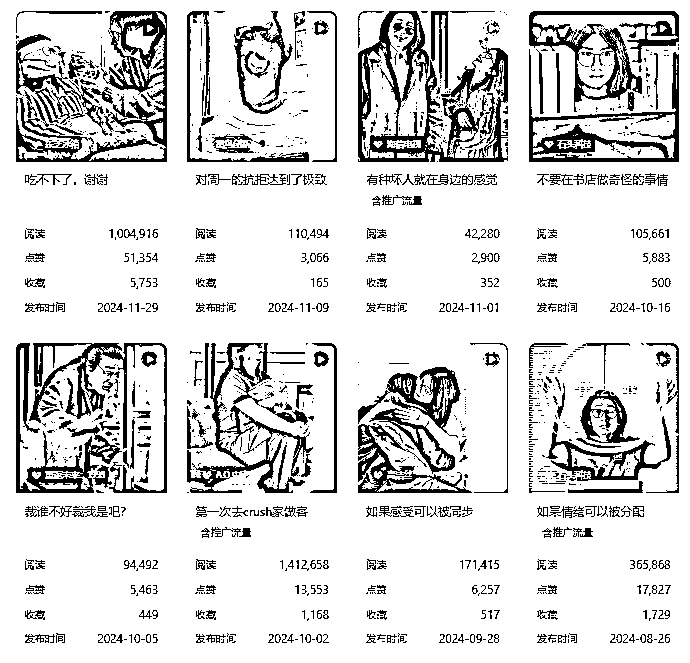 吃不下了，谢谢
对周一的抗拒达到了极致
有种坏人就在身边的感觉
含推广流量
不要在书店做奇怪的事情
阅读 1,004,916
点赞 51,354
收藏 5,753
发布时间 2024-11-29
阅读 110,494
点赞 3,066
收藏 165
发布时间 2024-11-09
阅读 42,280
点赞 2,900
收藏 352
发布时间 2024-11-01
阅读 105,661
点赞 5,883
收藏 500
发布时间 2024-10-16
裁谁不好裁我是吧?
第一次去crush家做客
含推广流量
如果感受可以被同步
如果情绪可以被分配
含推广流量
阅读 94,492
点赞 5,463
收藏 449
发布时间 2024-10-05
阅读 1,412,658
点赞 13,553
收藏 1,168
发布时间 2024-10-02
阅读 171,415
点赞 6,257
收藏 517
发布时间 2024-09-28
阅读 365,868
点赞 17,827
收藏 1,729
发布时间 2024-08-26